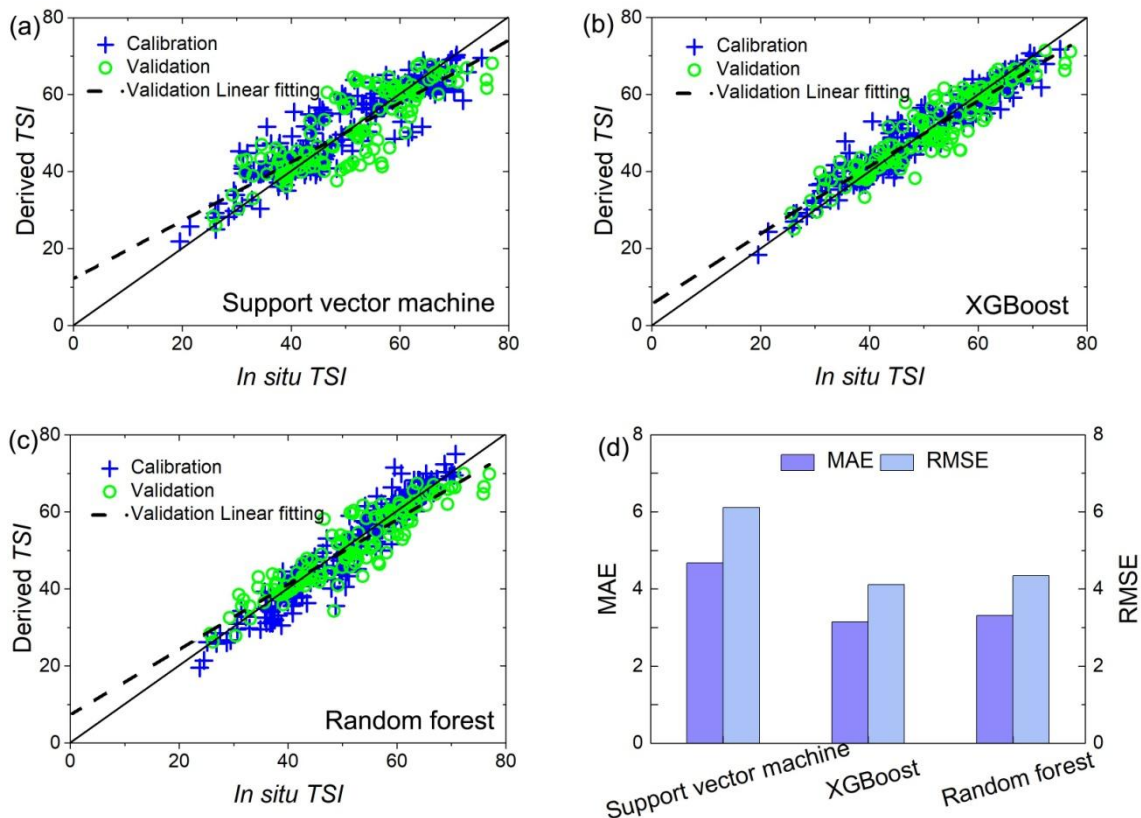 (a)
80
60
40
20
0
Derived TSI
Calibration
Validation
Validation Linear fitting
Support vector machine
0 20 40 60 80
In situ TSI
(b)
80
60
40
20
0
Derived TSI
Calibration
Validation
Validation Linear fitting
XGBoost
0 20 40 60 80
In situ TSI
(c)
80
60
40
20
0
Derived TSI
Calibration
Validation
Validation Linear fitting
Random forest
0 20 40 60 80
In situ TSI
(d)
8
6
4
2
0
MAE
MAE RMSE
8
6
4
2
0
RMSE
Support vector machine
XGBoost
Random forest